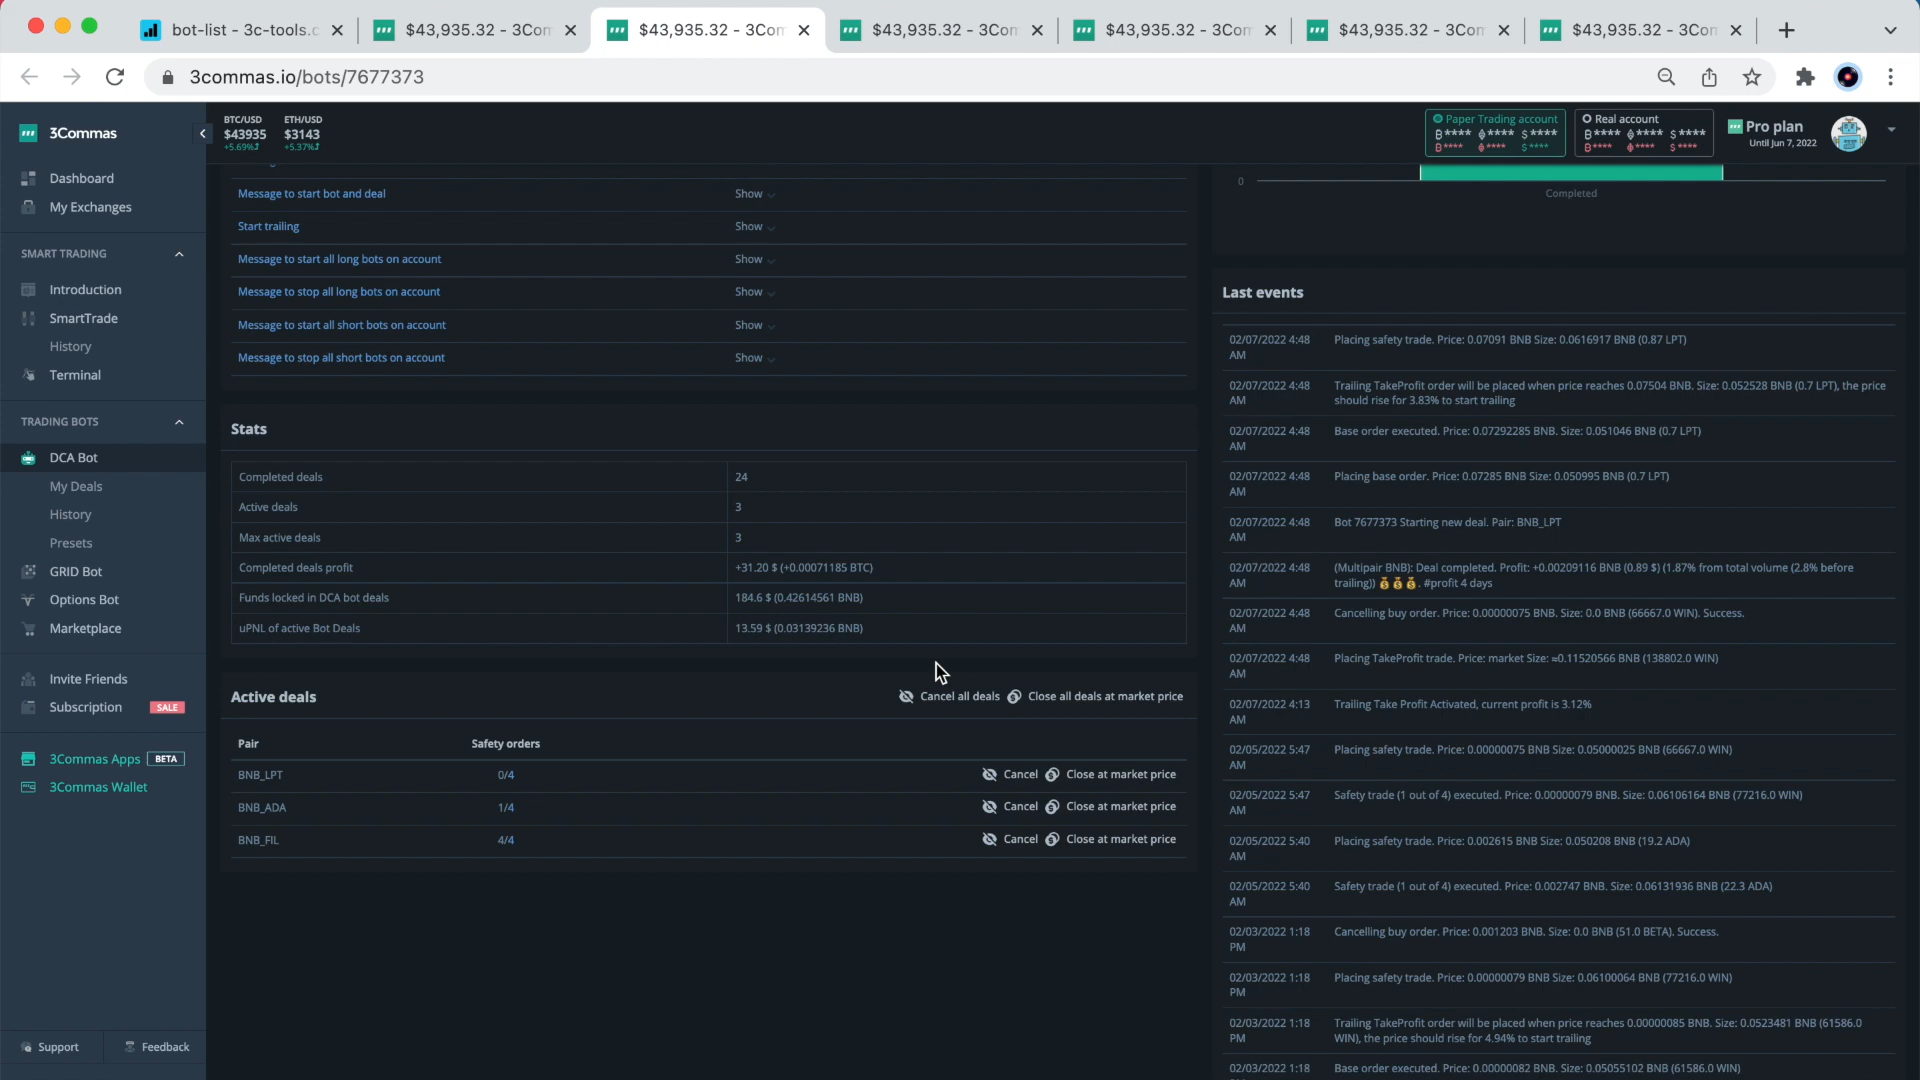 bot-list - 3c-tools.c
$43,935.32 - 3Com
$43,935.32 - 3Com
$43,935.32 - 3Com
$43,935.32 - 3Com
$43,935.32 - 3Com
$43,935.32 - 3Con
3commas.io/bots/7677373
3Commas
BTC/USD
$43935
+5.69%
ETH/USD
$3143
+5.37%
Paper Trading account
฿**** ⟠**** $****
฿**** ⟠**** $****
Real account
฿**** ⟠**** $****
฿**** ⟠**** $****
Pro plan
Until Jun 7, 2022
Dashboard
My Exchanges
SMART TRADING
Introduction
SmartTrade
History
Terminal
TRADING BOTS
DCA Bot
My Deals
History
Presets
GRID Bot
Options Bot
Marketplace
Invite Friends
Subscription SALE
3Commas Apps BETA
3Commas Wallet
Support
Feedback
Message to start bot and deal Show
Start trailing Show
Message to start all long bots on account Show
Message to stop all long bots on account Show
Message to start all short bots on account Show
Message to stop all short bots on account Show
Stats
Completed deals 24
Active deals 3
Max active deals 3
Completed deals profit +31.20 $ (+0.00071185 BTC)
Funds locked in DCA bot deals 184.6 $ (0.42614561 BNB)
uPNL of active Bot Deals 13.59 $ (0.03139236 BNB)
Active deals Cancel all deals Close all deals at market price
Pair Safety orders
BNB_LPT 0/4 Cancel Close at market price
BNB_ADA 1/4 Cancel Close at market price
BNB_FIL 4/4 Cancel Close at market price
0
Completed
Last events
02/07/2022 4:48 Placing safety trade. Price: 0.07091 BNB Size: 0.0616917 BNB (0.87 LPT)
AM
02/07/2022 4:48 Trailing TakeProfit order will be placed when price reaches 0.07504 BNB. Size: 0.052528 BNB (0.7 LPT), the price
AM should rise for 3.83% to start trailing
02/07/2022 4:48 Base order executed. Price: 0.07292285 BNB. Size: 0.051046 BNB (0.7 LPT)
AM
02/07/2022 4:48 Placing base order. Price: 0.07285 BNB Size: 0.050995 BNB (0.7 LPT)
AM
02/07/2022 4:48 Bot 7677373 Starting new deal. Pair: BNB_LPT
AM
02/07/2022 4:48 (Multipair BNB): Deal completed. Profit: +0.00209116 BNB (0.89 $) (1.87% from total volume (2.8% before
AM trailing)) 💰💰💰. #profit 4 days
02/07/2022 4:48 Cancelling buy order. Price: 0.00000075 BNB. Size: 0.0 BNB (66667.0 WIN). Success.
AM
02/07/2022 4:48 Placing TakeProfit trade. Price: market Size: ≈0.11520566 BNB (138802.0 WIN)
AM
02/07/2022 4:13 Trailing Take Profit Activated, current profit is 3.12%
AM
02/05/2022 5:47 Placing safety trade. Price: 0.00000075 BNB Size: 0.05000025 BNB (66667.0 WIN)
AM
02/05/2022 5:47 Safety trade (1 out of 4) executed. Price: 0.00000079 BNB. Size: 0.06106164 BNB (77216.0 WIN)
AM
02/05/2022 5:40 Placing safety trade. Price: 0.002615 BNB Size: 0.050208 BNB (19.2 ADA)
AM
02/05/2022 5:40 Safety trade (1 out of 4) executed. Price: 0.002747 BNB. Size: 0.06131936 BNB (22.3 ADA)
AM
02/03/2022 1:18 Cancelling buy order. Price: 0.001203 BNB. Size: 0.0 BNB (51.0 BETA). Success.
PM
02/03/2022 1:18 Placing safety trade. Price: 0.00000079 BNB Size: 0.06100064 BNB (77216.0 WIN)
PM
02/03/2022 1:18 Trailing TakeProfit order will be placed when price reaches 0.00000085 BNB. Size: 0.0523481 BNB (61586.0
PM WIN), the price should rise for 4.94% to start trailing
02/03/2022 1:18 Base order executed. Price: 0.00000082 BNB. Size: 0.05055102 BNB (61586.0 WIN)